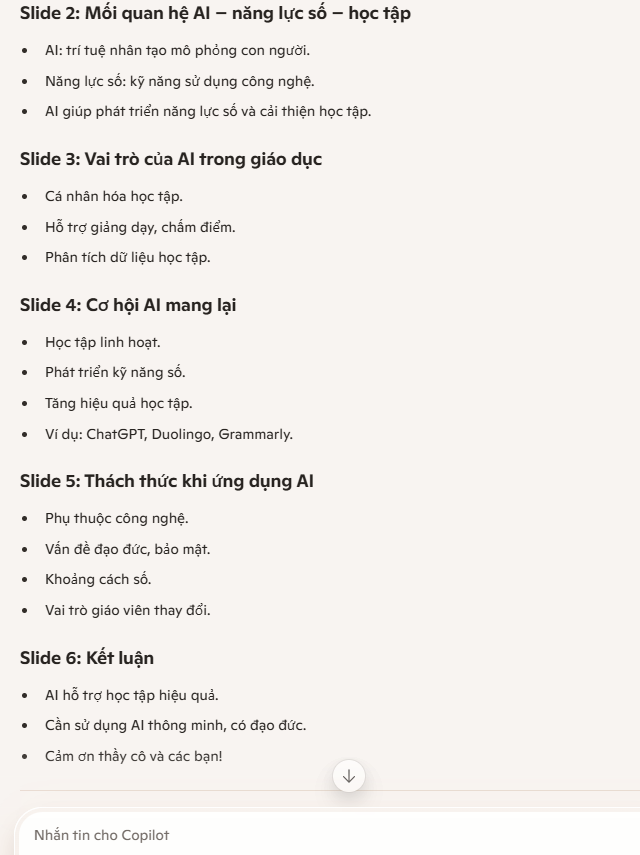 Slide 2: Mối quan hệ AI – năng lực số – học tập
• AI: trí tuệ nhân tạo mô phỏng con người.
• Năng lực số: kỹ năng sử dụng công nghệ.
• AI giúp phát triển năng lực số và cải thiện học tập.
Slide 3: Vai trò của AI trong giáo dục
• Cá nhân hóa học tập.
• Hỗ trợ giảng dạy, chấm điểm.
• Phân tích dữ liệu học tập.
Slide 4: Cơ hội AI mang lại
• Học tập linh hoạt.
• Phát triển kỹ năng số.
• Tăng hiệu quả học tập.
• Ví dụ: ChatGPT, Duolingo, Grammarly.
Slide 5: Thách thức khi ứng dụng AI
• Phụ thuộc công nghệ.
• Vấn đề đạo đức, bảo mật.
• Khoảng cách số.
• Vai trò giáo viên thay đổi.
Slide 6: Kết luận
• AI hỗ trợ học tập hiệu quả.
• Cần sử dụng AI thông minh, có đạo đức.
• Cảm ơn thầy cô và các bạn!
Nhắn tin cho Copilot